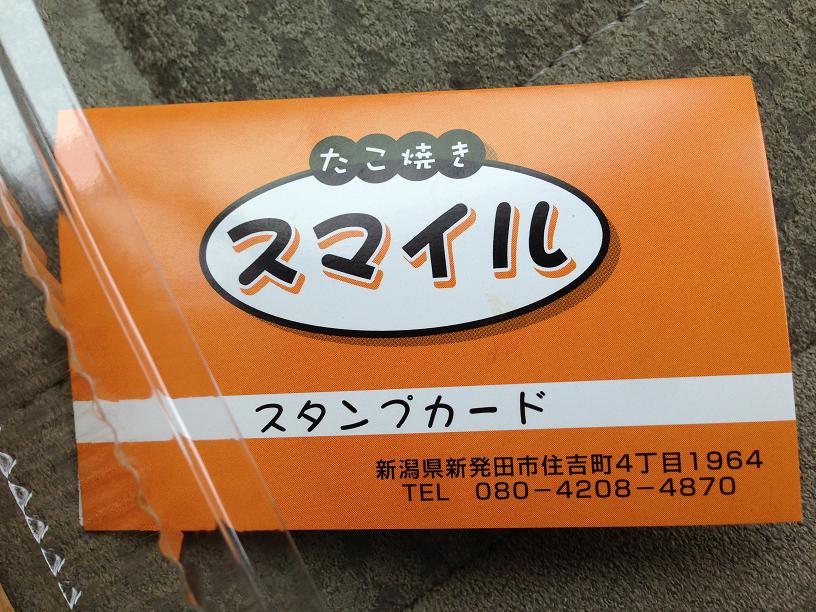 たこ焼き
スマイル
スタンプカード
新潟県新発田市住吉町4丁目1964
TEL 080-4208-4870